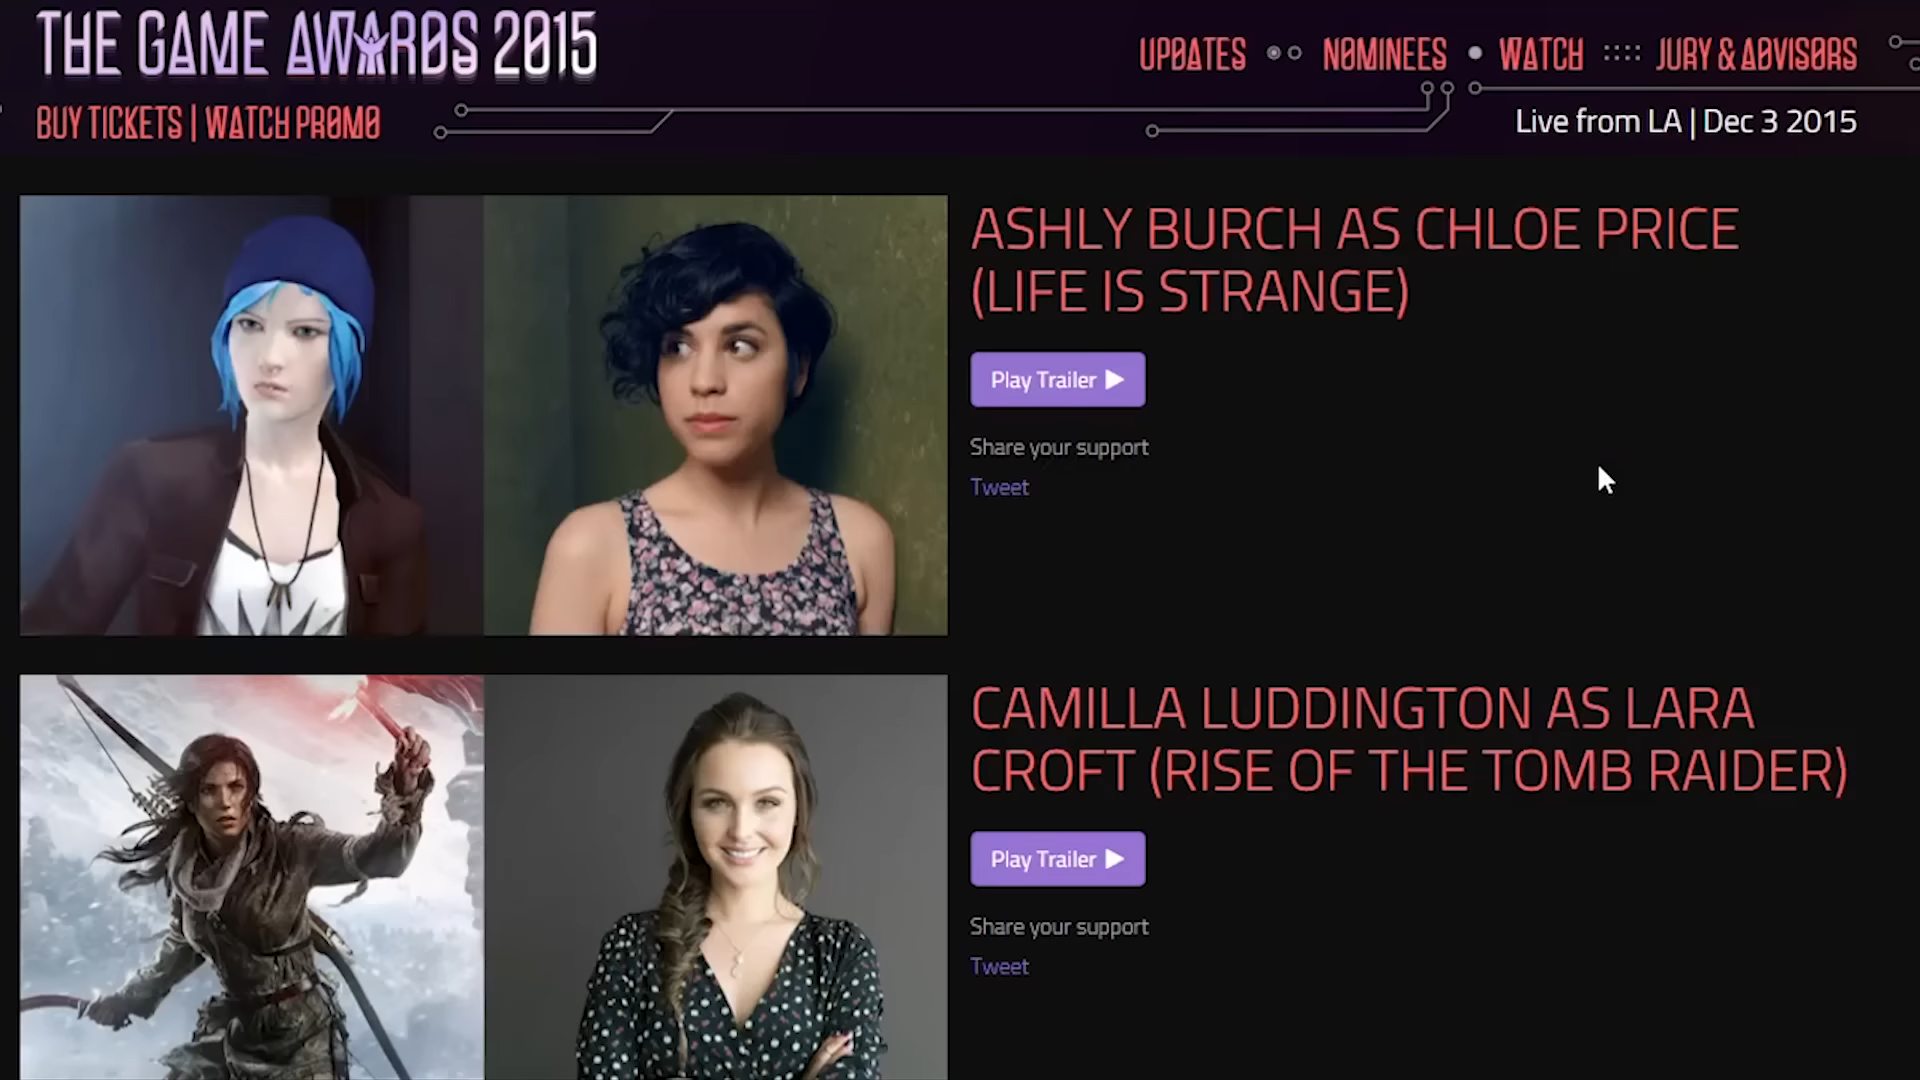 THE GAME AWARDS 2015
UPDATES
NOMINEES
WATCH
JURY & ADVISORS
BUY TICKETS | WATCH PROMO
Live from LA | Dec 3 2015
ASHLY BURCH AS CHLOE PRICE
(LIFE IS STRANGE)
Play Trailer
Share your support
Tweet
CAMILLA LUDDINGTON AS LARA
CROFT (RISE OF THE TOMB RAIDER)
Play Trailer
Share your support
Tweet